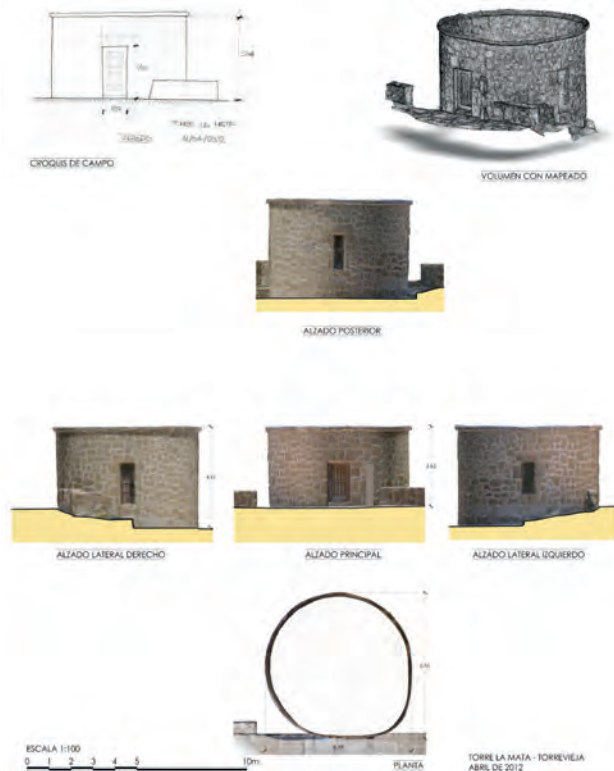 CROQUIS DE CAMPO
VOLUMEN CON MAPEADO
ALZADO POSTERIOR
ALZADO LATERAL DERECHO
ALZADO PRINCIPAL
ALZADO LATERAL IZQUIERDO
ESCALA 1:100
0 1 2 3 4 5 10m.
PLANTA
TORRE LA MATA - TORREVIEJA
ABRIL DE 2012